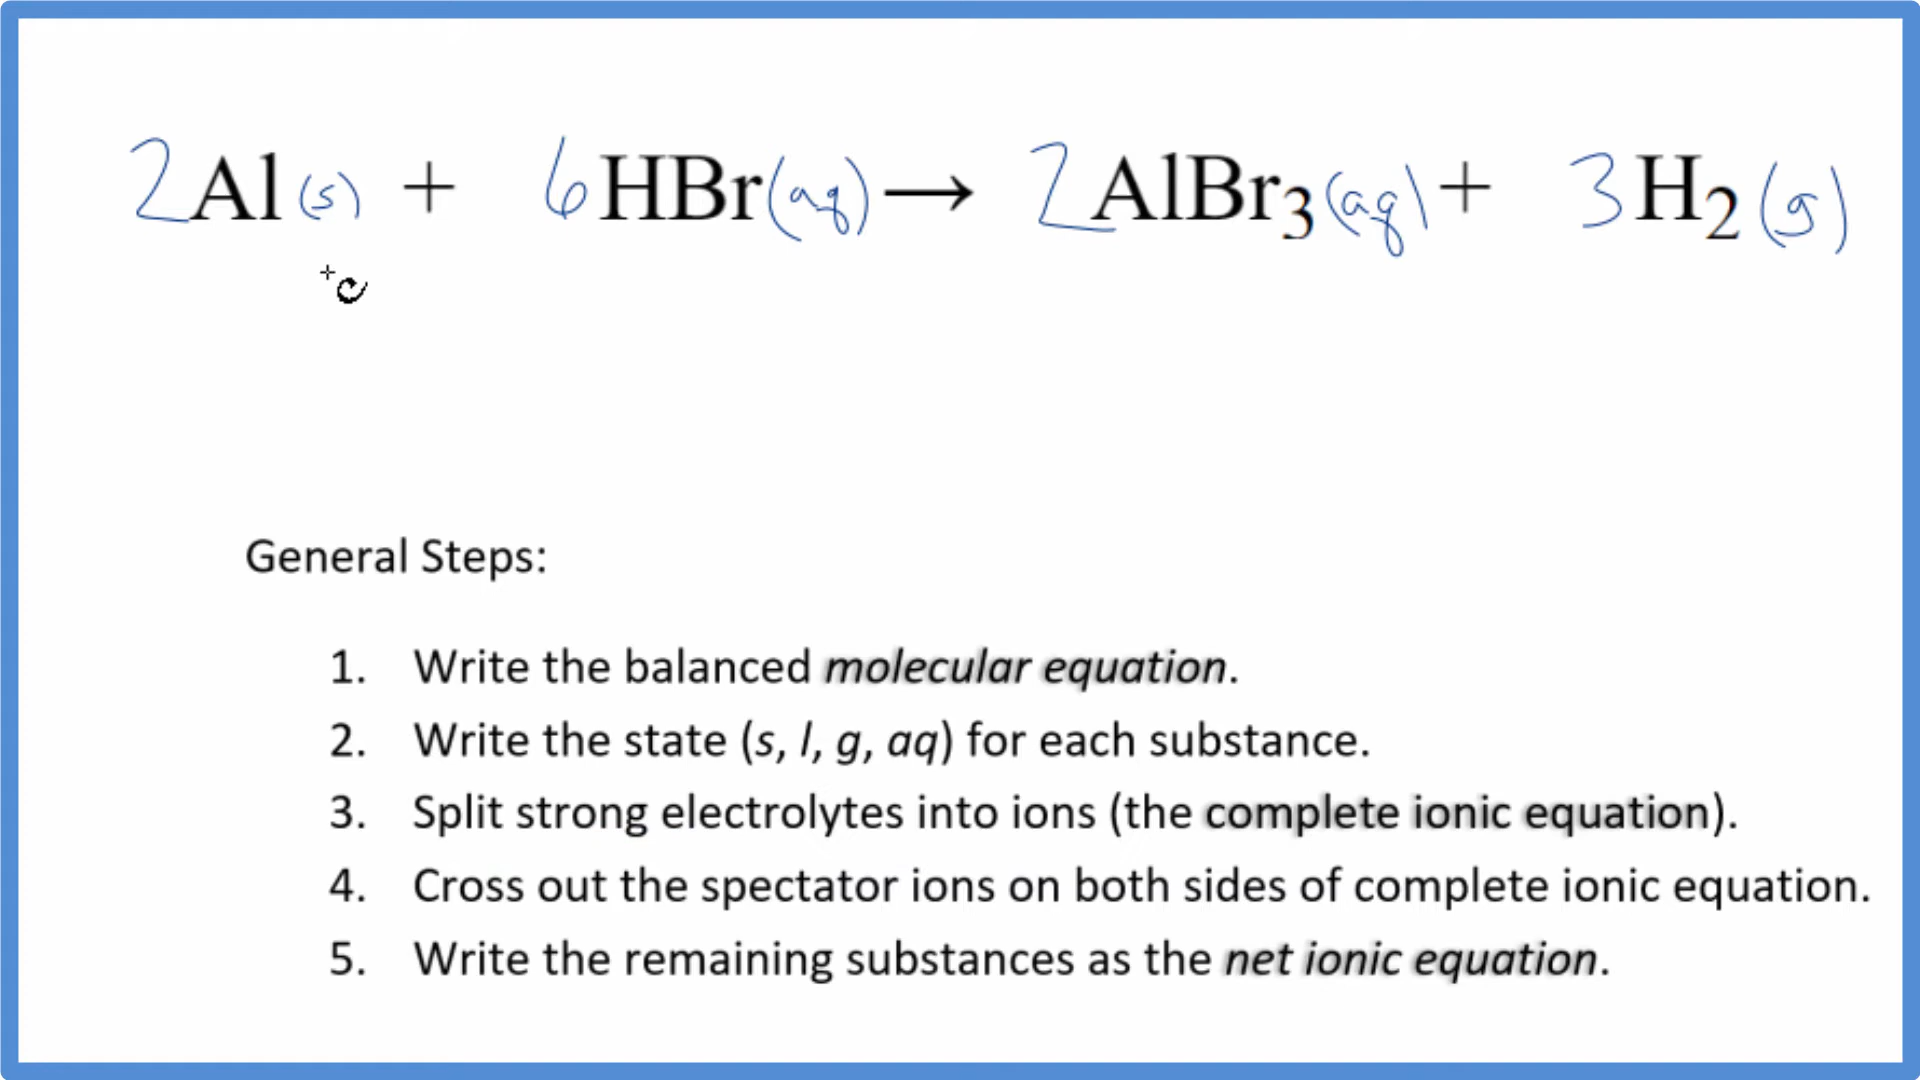 2Al(s) + 6HBr(aq) → 2AlBr₃(aq) + 3H₂(g)
General Steps:
1. Write the balanced molecular equation.
2. Write the state (s, l, g, aq) for each substance.
3. Split strong electrolytes into ions (the complete ionic equation).
4. Cross out the spectator ions on both sides of complete ionic equation.
5. Write the remaining substances as the net ionic equation.